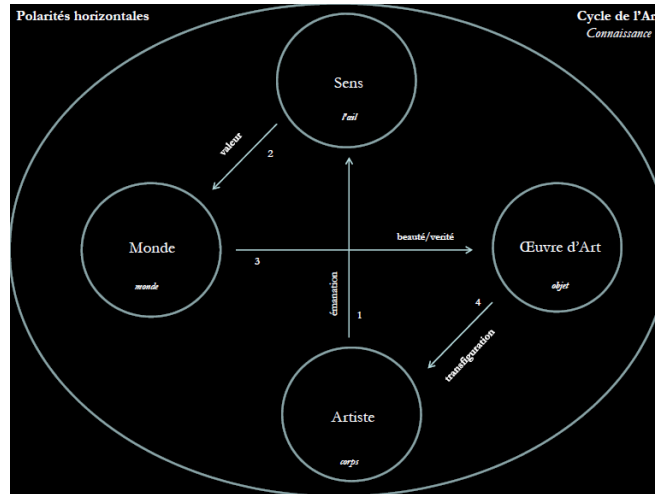 Polarités horizontales
Cycle de l'Ar
Connaissance
Sens
l'œil
valeur
2
Monde
monde
3
beauté/verité
Œuvre d'Art
objet
émanation
1
4
transfiguration
Artiste
corps